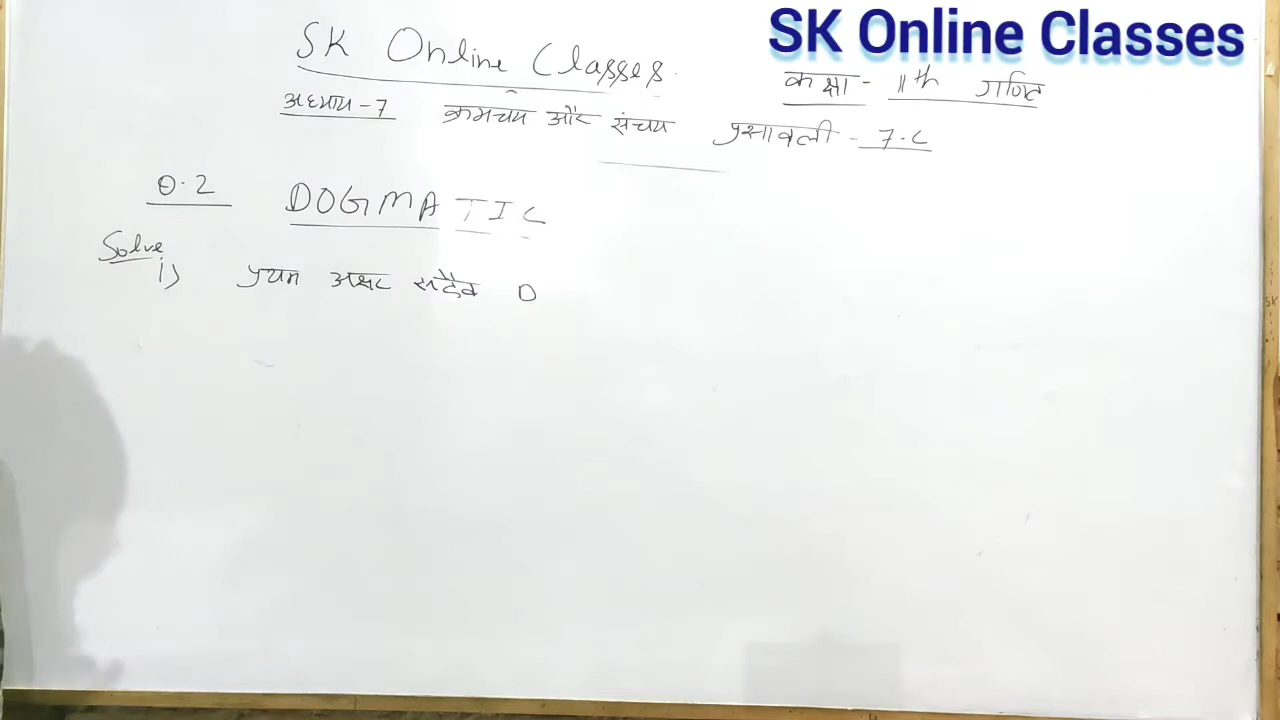 SK Online Classes
SK Online Classes
कक्षा - 11th गणित
अध्याय - 7 क्रमचय और संचय प्रश्नावली - 7.C
Q.2 DOGMATIC
Solve
i) प्रथम अक्षर सदैव D